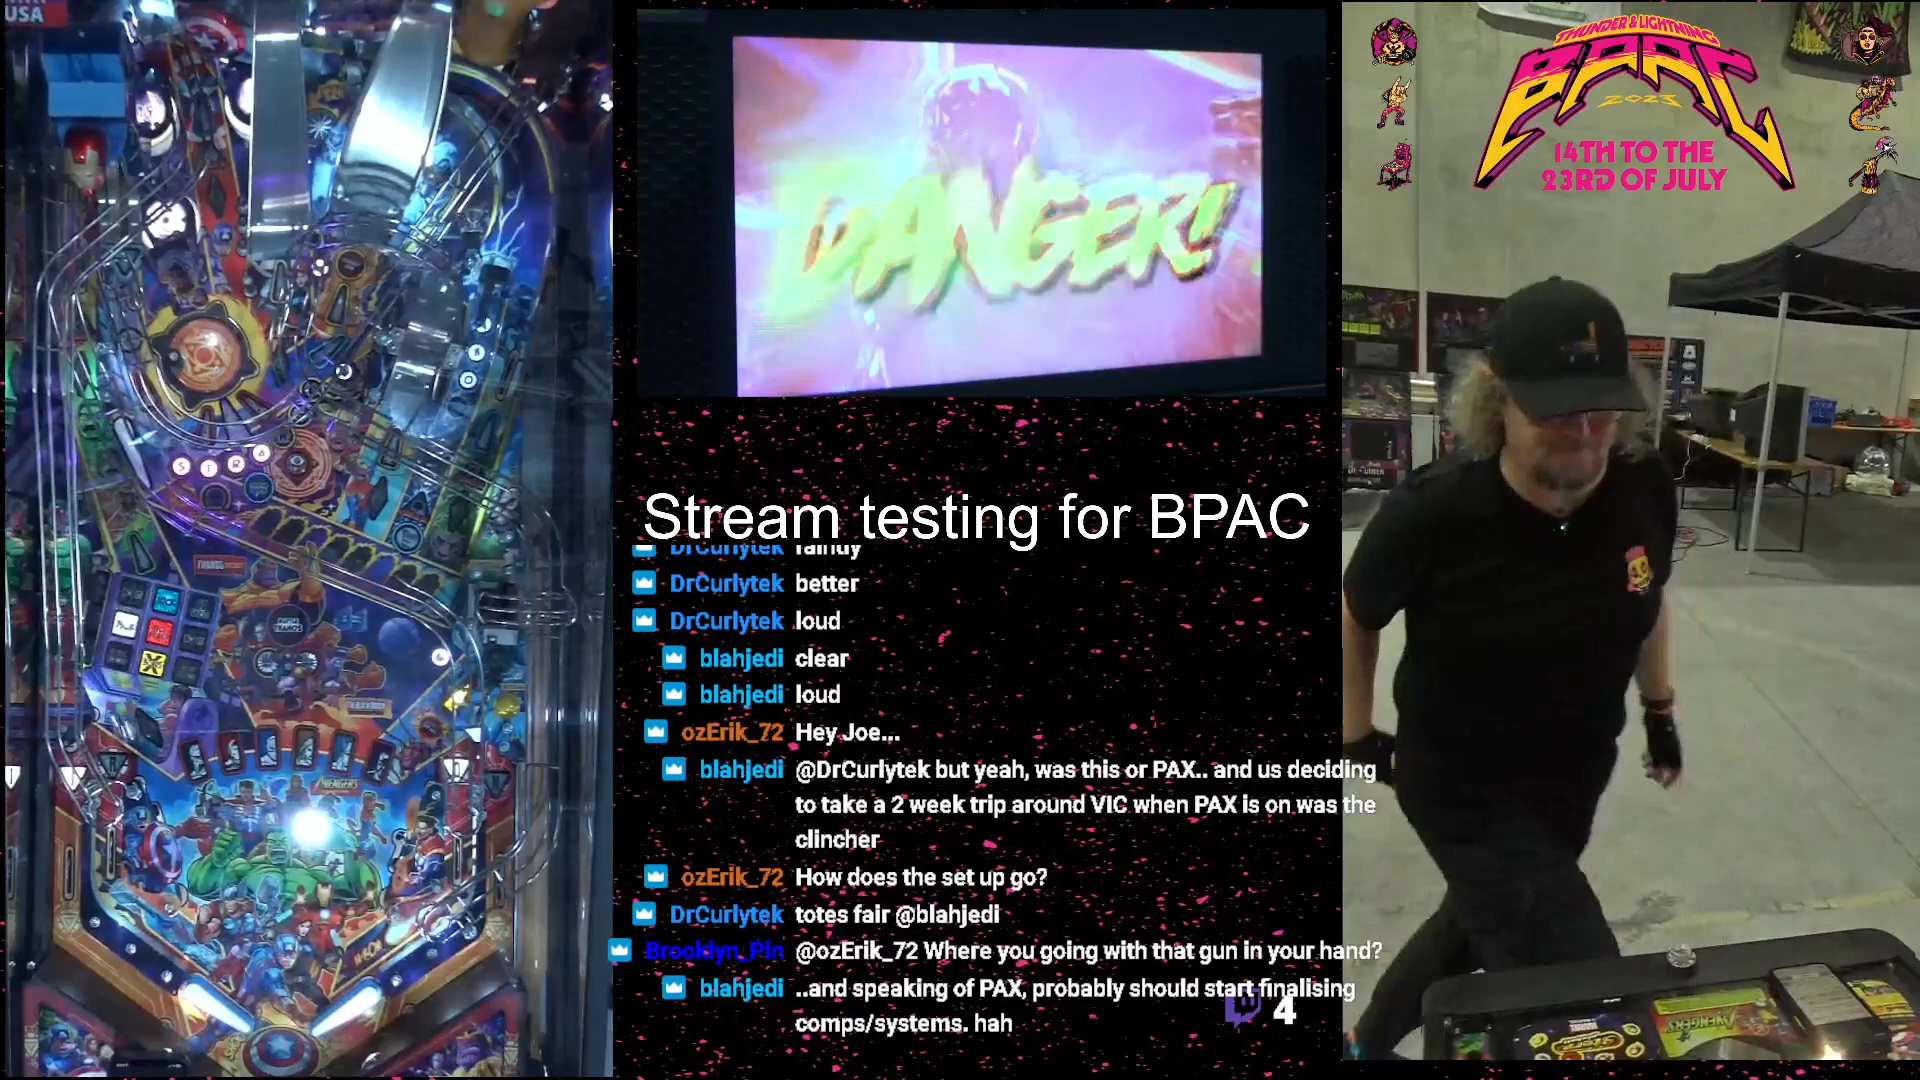 USA
DANGER!
THUNDER & LIGHTNING
BPAC
2023
14TH TO THE
23RD OF JULY
Stream testing for BPAC
DrCurlytek faintly
DrCurlytek better
DrCurlytek loud
blahjedi clear
blahjedi loud
ozErik_72 Hey Joe...
blahjedi @DrCurlytek but yeah, was this or PAX.. and us deciding
to take a 2 week trip around VIC when PAX is on was the
clincher
ozErik_72 How does the set up go?
DrCurlytek totes fair @blahjedi
Brooklyn_Pin @ozErik_72 Where you going with that gun in your hand?
blahjedi ..and speaking of PAX, probably should start finalising
comps/systems. hah
4
S T R A
AVENGERS
AVENGERS